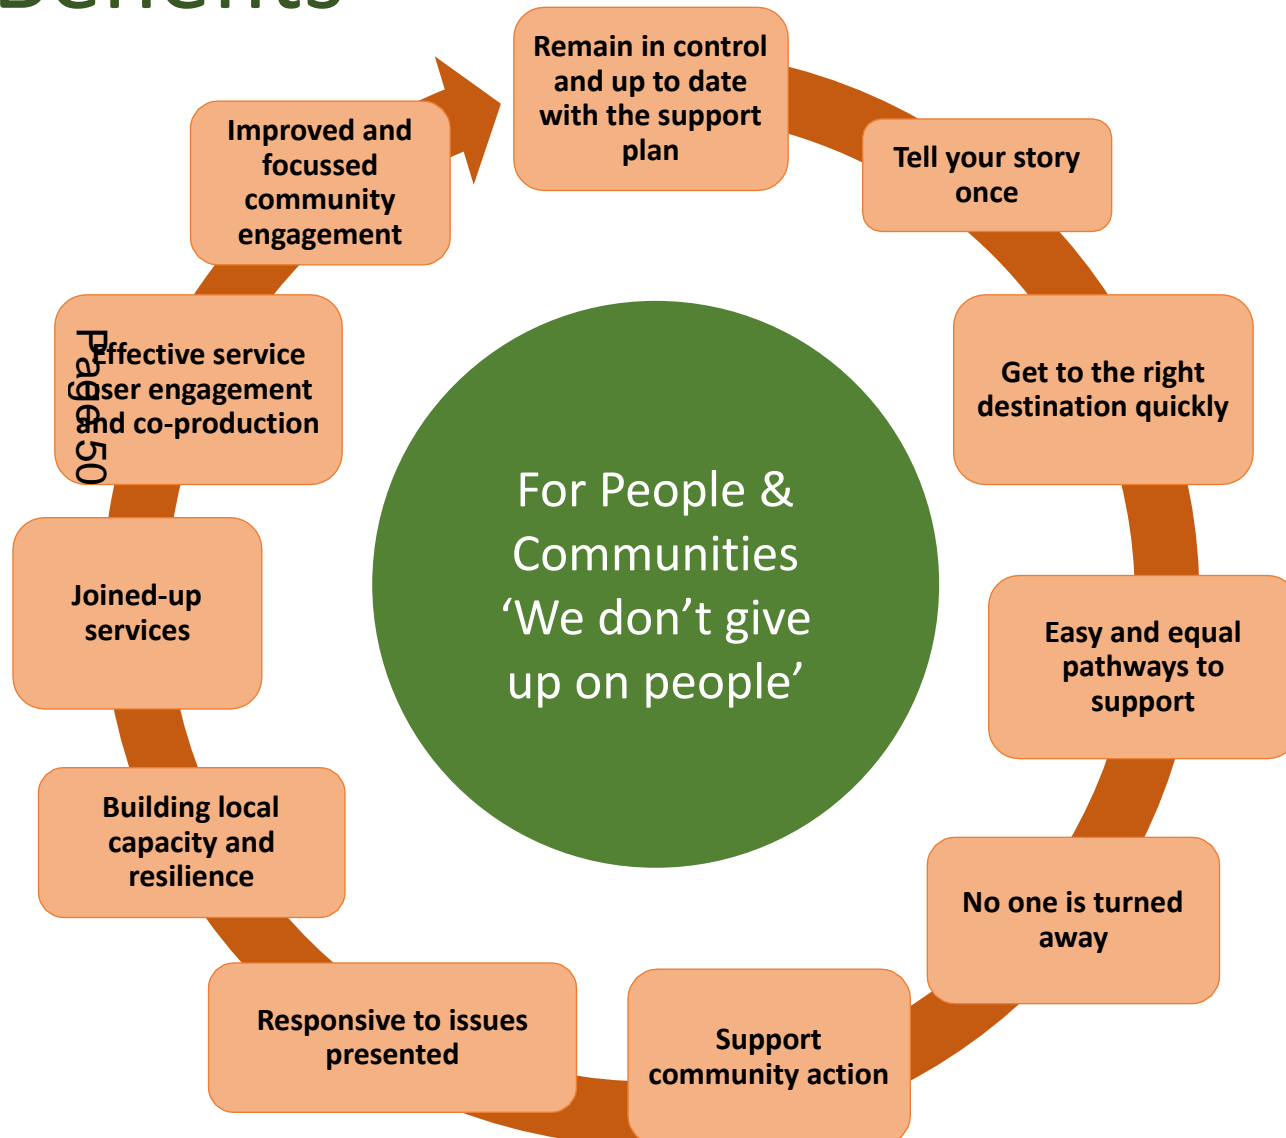 Benefits
Remain in control
and up to date
with the support
plan
Tell your story
once
Get to the right
destination quickly
Easy and equal
pathways to
support
No one is turned
away
Support
community action
Responsive to issues
presented
Building local
capacity and
resilience
Joined-up
services
Effective service
user engagement
and co-production
Improved and
focussed
community
engagement
For People &
Communities
‘We don’t give
up on people’
Page 50